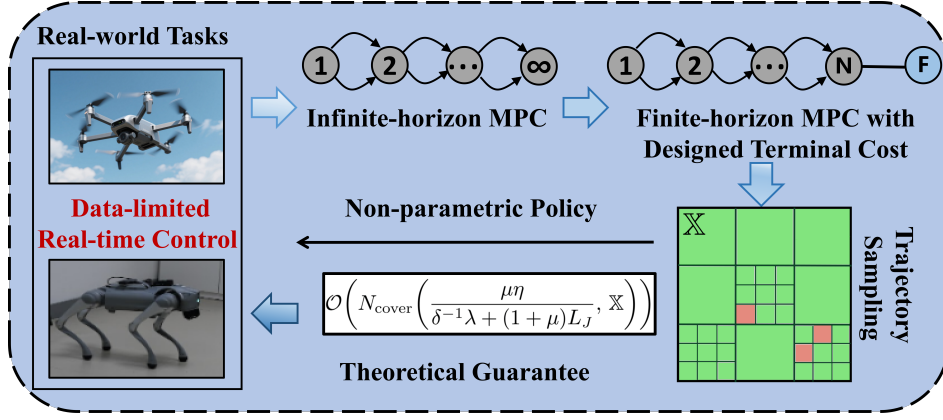 Real-world Tasks
1 2 ... ∞
Infinite-horizon MPC
1 2 ... N F
Finite-horizon MPC with
Designed Terminal Cost
Data-limited
Real-time Control
Non-parametric Policy
𝕏
Trajectory
Sampling
𝒪(N_cover(μη / (δ⁻¹λ + (1 + μ)L_J), 𝕏))
Theoretical Guarantee